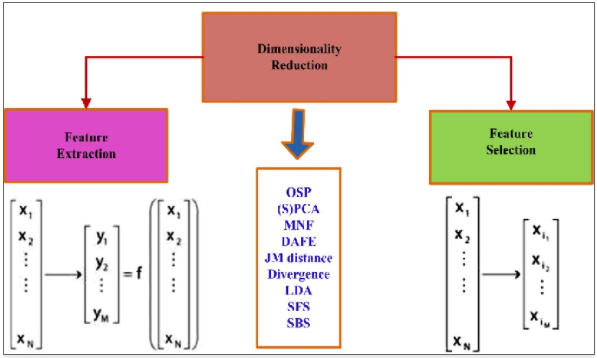 Dimensionality
Reduction
Feature
Extraction
Feature
Selection
OSP
(S)PCA
MNF
DAFE
JM distance
Divergence
LDA
SFS
SBS
x1
x2
⋮
⋮
xN
y1
y2
⋮
yM
= f
x1
x2
⋮
⋮
xN
x1
x2
⋮
⋮
xN
xi1
xi2
⋮
xiM